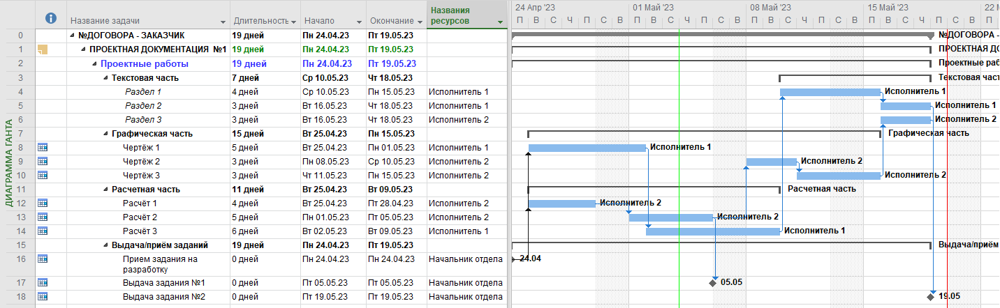 24 Апр '23 01 Май '23 08 Май '23 15 Май '23 22 М
Название задачи Длительность Начало Окончание Названия ресурсов П В С Ч П С В П В С Ч П С В П В С Ч П С В П В С Ч П С В П В
0 №ДОГОВОРА - ЗАКАЗЧИК 19 дней Пн 24.04.23 Пт 19.05.23 №ДОГОВОРА -
1 ПРОЕКТНАЯ ДОКУМЕНТАЦИЯ №1 19 дней Пн 24.04.23 Пт 19.05.23 ПРОЕКТНАЯ ДО
2 Проектные работы 19 дней Пн 24.04.23 Пт 19.05.23 Проектные раб
3 Текстовая часть 7 дней Ср 10.05.23 Чт 18.05.23 Текстовая част
4 Раздел 1 4 дней Ср 10.05.23 Пн 15.05.23 Исполнитель 1 Исполнитель 1
5 Раздел 2 3 дней Вт 16.05.23 Чт 18.05.23 Исполнитель 1 Исполнитель 1
6 Раздел 3 3 дней Вт 16.05.23 Чт 18.05.23 Исполнитель 2 Исполнитель 2
7 Графическая часть 15 дней Вт 25.04.23 Пн 15.05.23 Графическая часть
8 Чертёж 1 5 дней Вт 25.04.23 Пн 01.05.23 Исполнитель 1 Исполнитель 1
9 Чертёж 2 3 дней Пн 08.05.23 Ср 10.05.23 Исполнитель 2 Исполнитель 2
10 Чертёж 3 3 дней Чт 11.05.23 Пн 15.05.23 Исполнитель 2 Исполнитель 2
11 Расчетная часть 11 дней Вт 25.04.23 Вт 09.05.23 Расчетная часть
12 Расчёт 1 4 дней Вт 25.04.23 Пт 28.04.23 Исполнитель 2 Исполнитель 2
13 Расчёт 2 5 дней Пн 01.05.23 Пт 05.05.23 Исполнитель 2 Исполнитель 2
14 Расчёт 3 6 дней Вт 02.05.23 Вт 09.05.23 Исполнитель 1 Исполнитель 1
15 Выдача/приём заданий 19 дней Пн 24.04.23 Пт 19.05.23 Выдача/приём
16 Прием задания на разработку 0 дней Пн 24.04.23 Пн 24.04.23 Начальник отдела 24.04
17 Выдача задания №1 0 дней Пт 05.05.23 Пт 05.05.23 Начальник отдела 05.05
18 Выдача задания №2 0 дней Пт 19.05.23 Пт 19.05.23 Начальник отдела 19.05
ДИАГРАММА ГАНТА